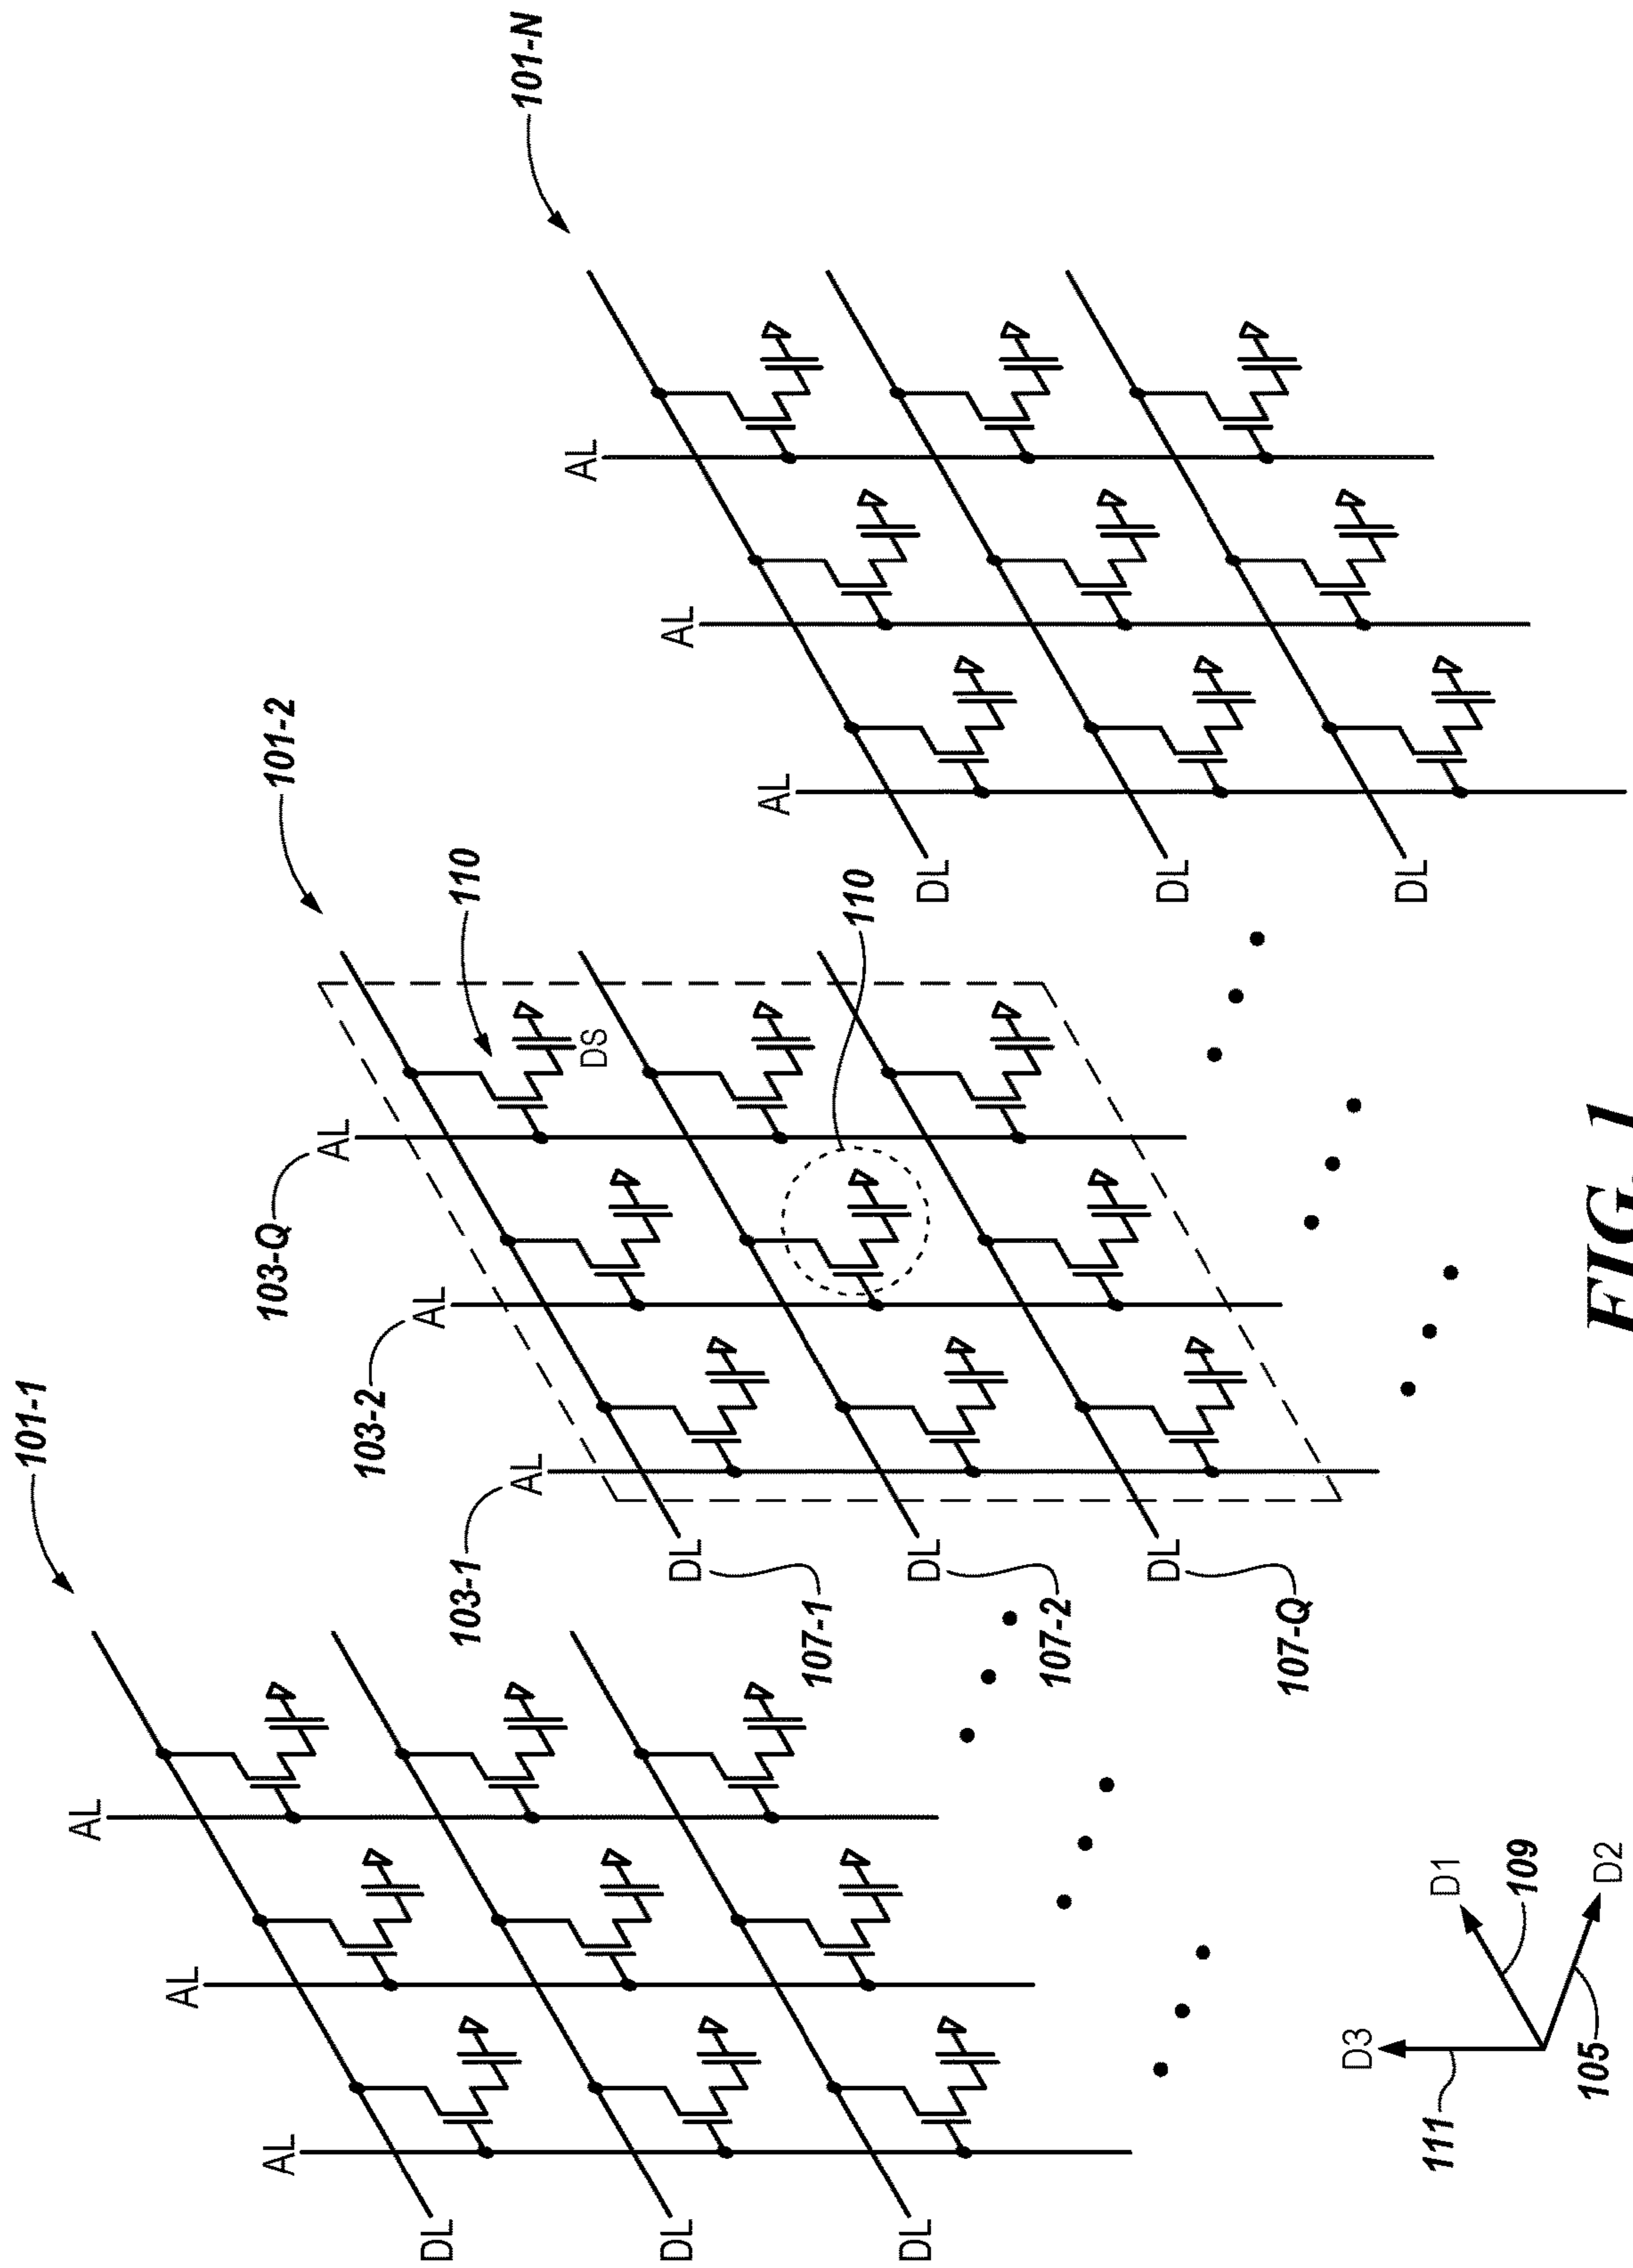 101-1
101-2
101-N
AL
AL
AL
DL
DL
DL
103-1
103-2
103-Q
AL
AL
AL
110
DS
110
DL
DL
DL
107-1
107-2
107-Q
AL
AL
AL
DL
DL
DL
D3
D1
D2
111
109
105
FIG. 1